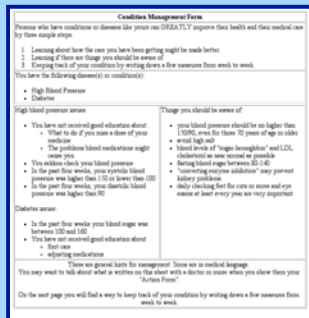 Condition Management Form
Persons who have conditions or diseases like yours can GREATLY improve their health and their medical care
by three simple steps:
1. Learning about how the care you have been getting might be made better.
2. Learning if there are things you should be aware of.
3. Keeping track of your condition by writing down a few measures from week to week.
You have the following disease(s) or condition(s):
High Blood Pressure
Diabetes
High blood pressure issues:
You have not received good education about:
What to do if you miss a dose of your
medicine
The problems blood medications might
cause you
You seldom check your blood pressure
In the past four weeks, your systolic blood
pressure was higher than 150 or lower than 100
In the past four weeks, your diastolic blood
pressure was higher than 90
Diabetes issues:
In the past four weeks your blood sugar was
between 100 and 160
You have not received good education about
foot care
adjusting medications
Things you should be aware of:
your blood pressure should be no higher than
150/90, even for those 70 years of age or older
avoid high salt
blood levels of "sugar-hemoglobin" and LDL
cholesterol as near normal as possible
fasting blood sugar between 80-140
"converting enzyme inhibitors" may prevent
kidney problems
daily checking feet for cuts or sores and eye
exams at least every year are very important
These are general hints for management. Some are in medical language.
You may want to talk about what is written on this sheet with a doctor or nurse when you show them your
"Action Form".
On the next page you will find a way to keep track of your condition by writing down a few measures from
week to week.